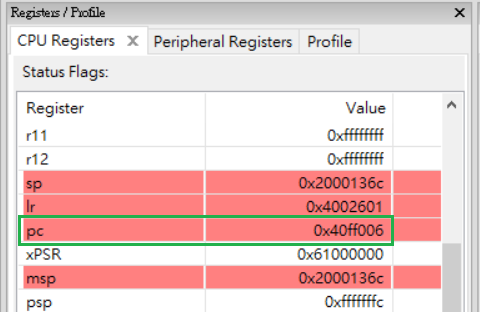 Registers / Profile
CPU Registers Peripheral Registers Profile
Status Flags:
Register Value
r11 0xffffffff
r12 0xffffffff
sp 0x2000136c
lr 0x4002601
pc 0x40ff006
xPSR 0x61000000
msp 0x2000136c
psp 0xfffffffc